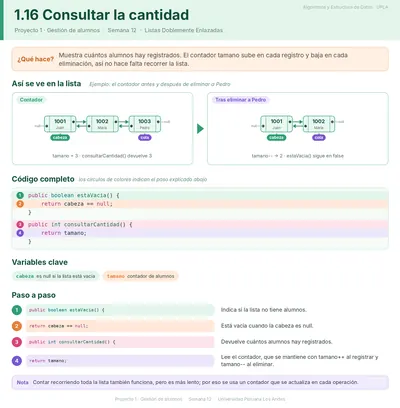 1.16 Consultar la cantidad
Algoritmos y Estructura de Datos · UPLA
Proyecto 1 · Gestión de alumnos · Semana 12 · Listas Doblemente Enlazadas
¿Qué hace?
Muestra cuántos alumnos hay registrados. El contador tamano sube en cada registro y baja en cada
eliminación, así no hace falta recorrer la lista.
Así se ve en la lista
Ejemplo: el contador antes y después de eliminar a Pedro
Contador
null
1001
Juan
1002
María
1003
Pedro
null
cabeza
cola
tamano = 3 · consultarCantidad() devuelve 3
Tras eliminar a Pedro
null
1001
Juan
1002
María
null
cabeza
cola
tamano-- → 2 · estaVacia() sigue en false
Código completo
los círculos de colores indican el paso explicado abajo
1 public boolean estaVacia() {
2 return cabeza == null;
}
3 public int consultarCantidad() {
4 return tamano;
}
Variables clave
cabeza es null si la lista está vacía
tamano contador de alumnos
Paso a paso
1 public boolean estaVacia() {
Indica si la lista no tiene alumnos.
2 return cabeza == null;
Está vacía cuando la cabeza es null.
3 public int consultarCantidad() {
Devuelve cuántos alumnos hay registrados.
4 return tamano;
Lee el contador, que se mantiene con tamano++ al registrar y
tamano-- al eliminar.
Nota
Contar recorriendo toda la lista también funciona, pero es más lento; por eso se usa un contador que se actualiza en cada operación.
Proyecto 1 · Gestión de alumnos · Semana 12 · Universidad Peruana Los Andes